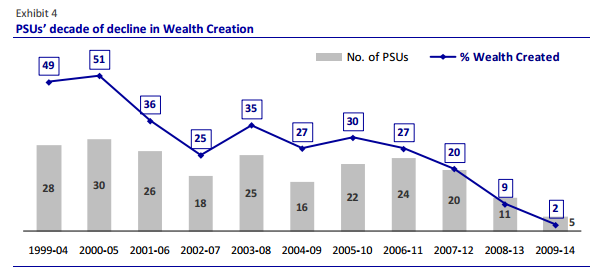 Exhibit 4
PSUs' decade of decline in Wealth Creation
No. of PSUs % Wealth Created
49 51 36 25 35 27 30 27 20 9 2
28 30 26 18 25 16 22 24 20 11 5
1999-04 2000-05 2001-06 2002-07 2003-08 2004-09 2005-10 2006-11 2007-12 2008-13 2009-14